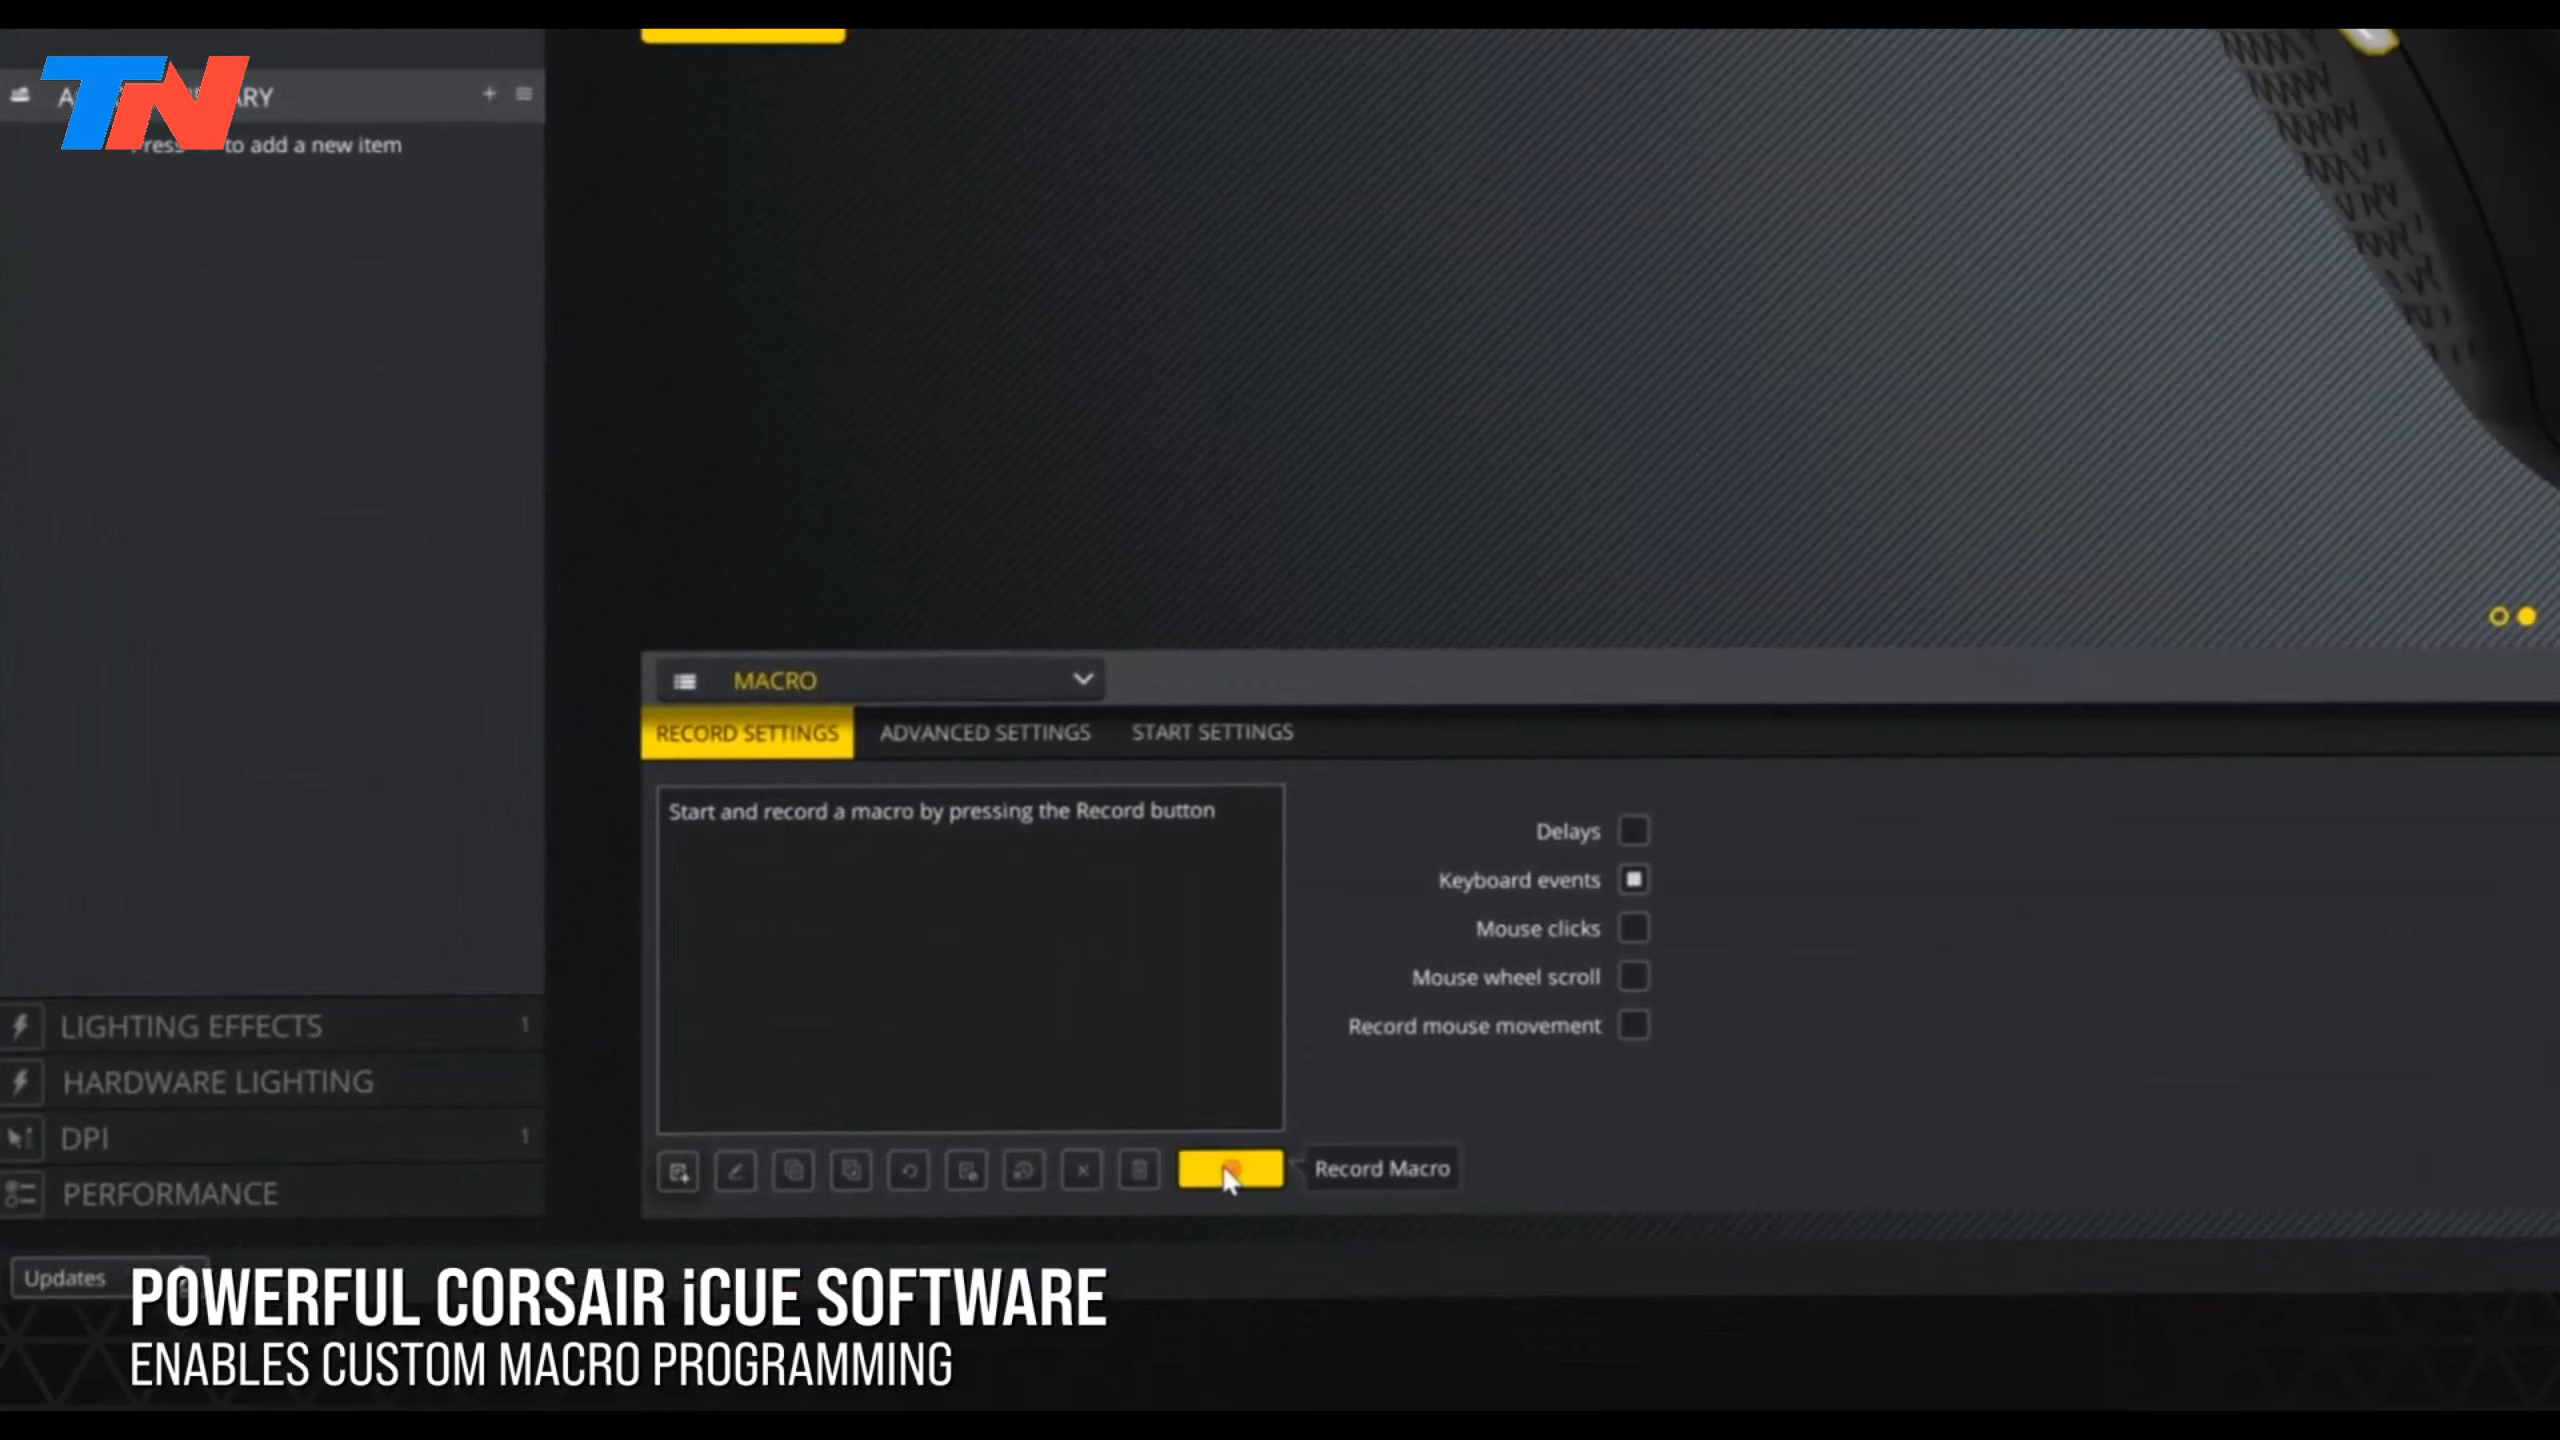 TN
to add a new item
MACRO
RECORD SETTINGS
ADVANCED SETTINGS
START SETTINGS
Start and record a macro by pressing the Record button
Delays
Keyboard events
Mouse clicks
Mouse wheel scroll
Record mouse movement
Record Macro
LIGHTING EFFECTS 1
HARDWARE LIGHTING
DPI 1
PERFORMANCE
Updates
POWERFUL CORSAIR iCUE SOFTWARE
ENABLES CUSTOM MACRO PROGRAMMING